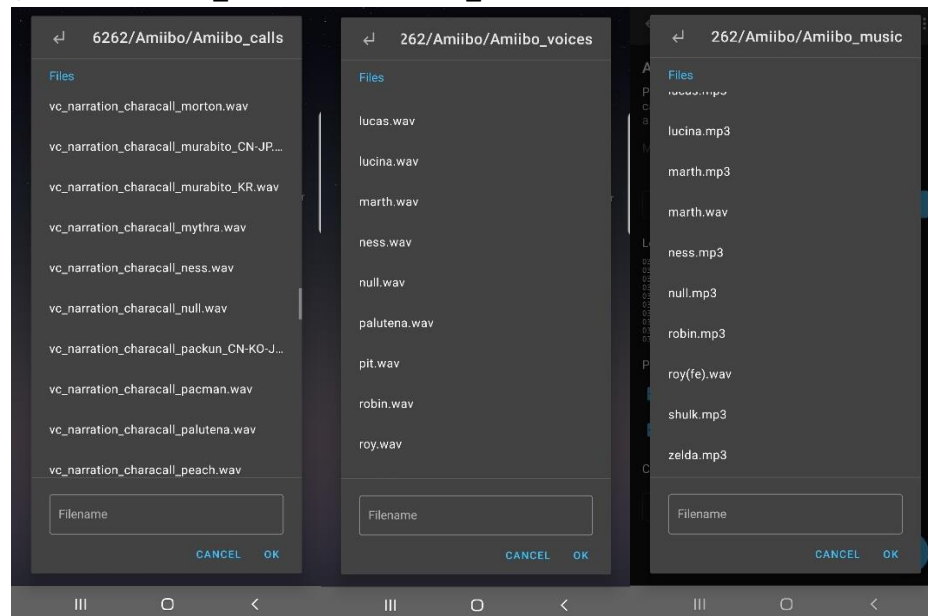 6262/Amiibo/Amiibo_calls
Files
vc_narration_characall_morton.wav
vc_narration_characall_murabito_CN-JP....
vc_narration_characall_murabito_KR.wav
vc_narration_characall_mythra.wav
vc_narration_characall_ness.wav
vc_narration_characall_null.wav
vc_narration_characall_packun_CN-KO-J...
vc_narration_characall_pacman.wav
vc_narration_characall_palutena.wav
vc_narration_characall_peach.wav
Filename
CANCEL OK
262/Amiibo/Amiibo_voices
Files
lucas.wav
lucina.wav
marth.wav
ness.wav
null.wav
palutena.wav
pit.wav
robin.wav
roy.wav
Filename
CANCEL OK
262/Amiibo/Amiibo_music
Files
lucas.mp3
lucina.mp3
marth.mp3
marth.wav
ness.mp3
null.mp3
robin.mp3
roy(fe).wav
shulk.mp3
zelda.mp3
Filename
CANCEL OK